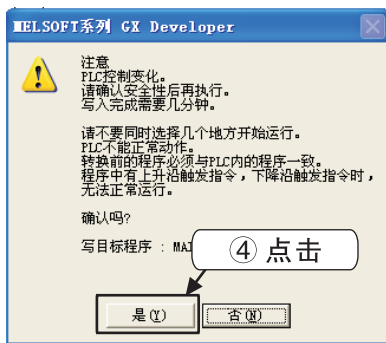 MELSOFT系列 GX Developer
注意
PLC控制变化。
请确认安全性后再执行。
写入完成需要几分钟。
请不要同时选择几个地方开始运行。
PLC不能正常动作。
转换前的程序必须与PLC内的程序一致。
程序中有上升沿触发指令，下降沿触发指令时，
无法正常运行。
确认吗?
写目标程序 : MAI
④ 点击
是(Y)
否(N)